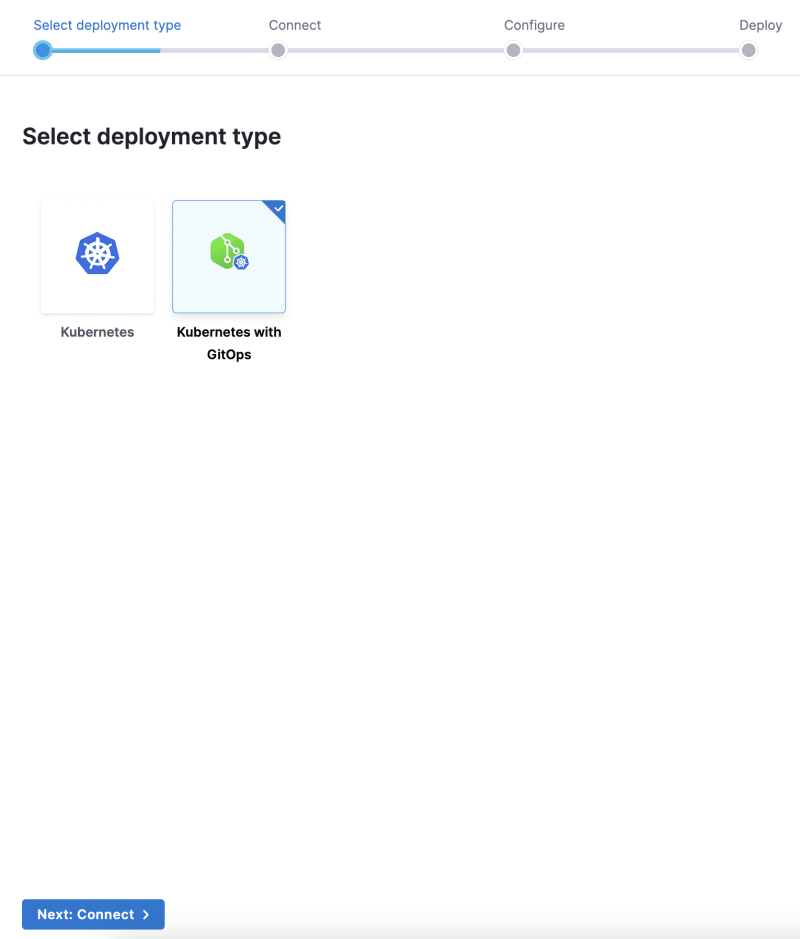 Select deployment type
Connect
Configure
Deploy
Select deployment type
Kubernetes
Kubernetes with
GitOps
Next: Connect